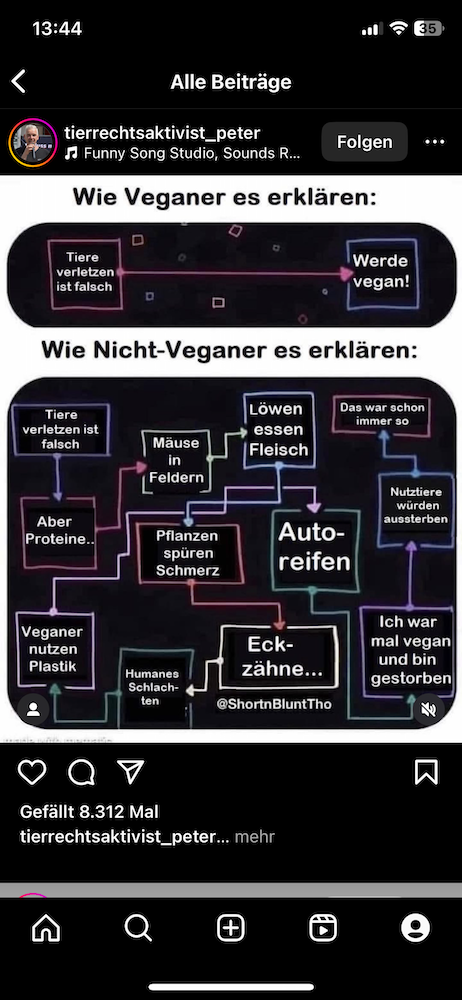 13:44
35
Alle Beiträge
tierrechtsaktivist_peter
Folgen
Funny Song Studio, Sounds R...
Wie Veganer es erklären:
Tiere
verletzen
ist falsch
Werde
vegan!
Wie Nicht-Veganer es erklären:
Tiere
verletzen ist
falsch
Aber
Proteine..
Mäuse
in
Feldern
Löwen
essen
Fleisch
Pflanzen
spüren
Schmerz
Eck-
zähne...
Humanes
Schlach-
ten
Veganer
nutzen
Plastik
Auto-
reifen
Ich war
mal vegan
und bin
gestorben
Nutztiere
würden
aussterben
Das war schon
immer so
@ShortnBluntTho
Gefällt 8.312 Mal
tierrechtsaktivist_peter... mehr